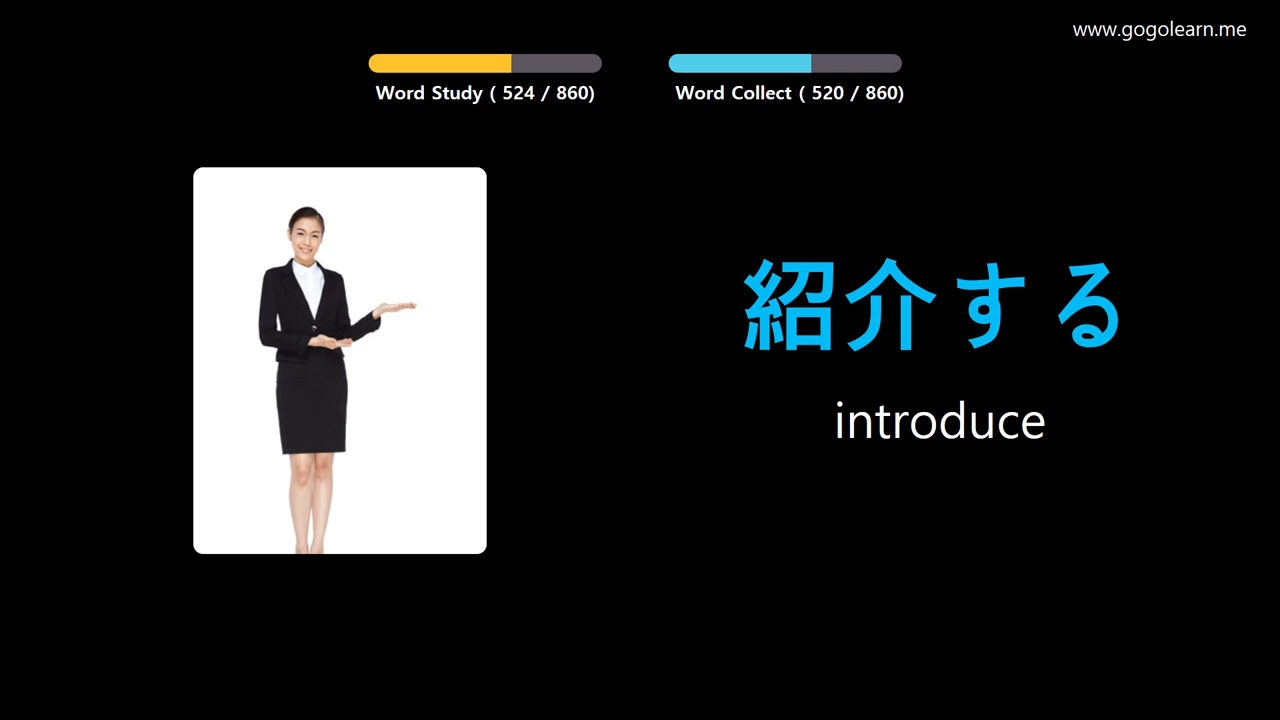 www.gogolearn.me
Word Study ( 524 / 860)
Word Collect ( 520 / 860)
紹介する
introduce